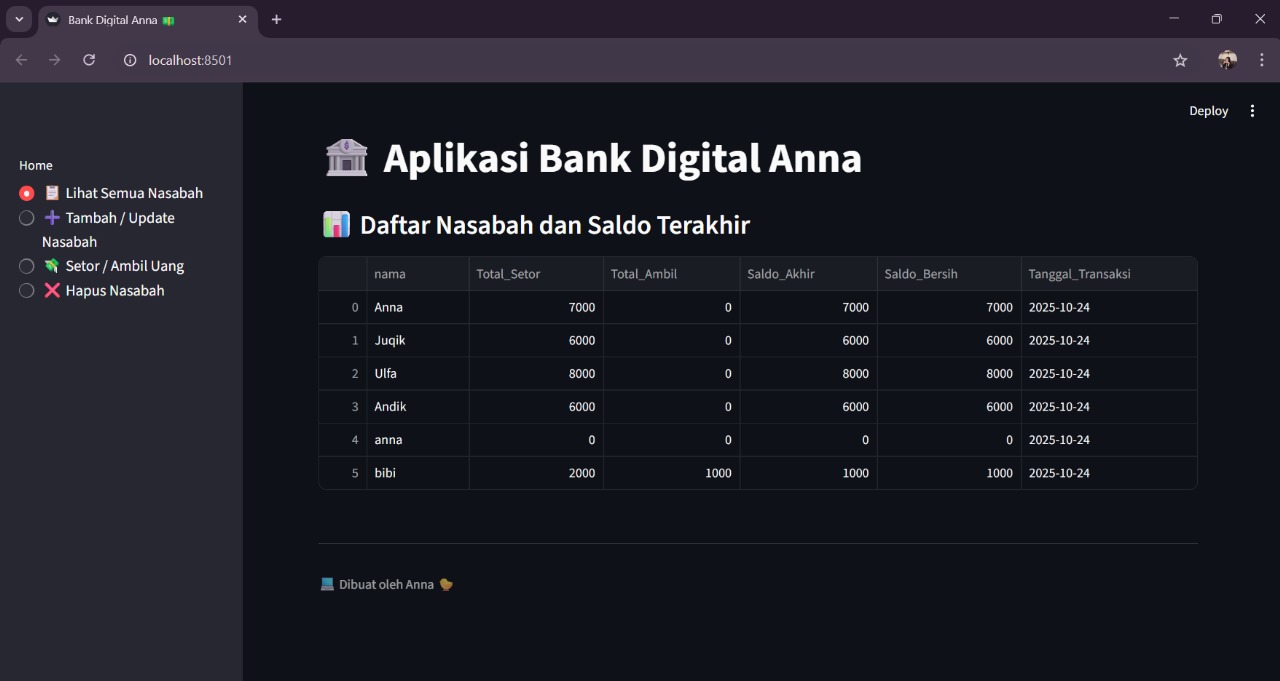 Bank Digital Anna
localhost:8501
Deploy
Home
Lihat Semua Nasabah
Tambah / Update
Nasabah
Setor / Ambil Uang
Hapus Nasabah
Aplikasi Bank Digital Anna
Daftar Nasabah dan Saldo Terakhir
nama Total_Setor Total_Ambil Saldo_Akhir Saldo_Bersih Tanggal_Transaksi
0 Anna 7000 0 7000 7000 2025-10-24
1 Juqik 6000 0 6000 6000 2025-10-24
2 Ulfa 8000 0 8000 8000 2025-10-24
3 Andik 6000 0 6000 6000 2025-10-24
4 anna 0 0 0 0 2025-10-24
5 bibi 2000 1000 1000 1000 2025-10-24
Dibuat oleh Anna